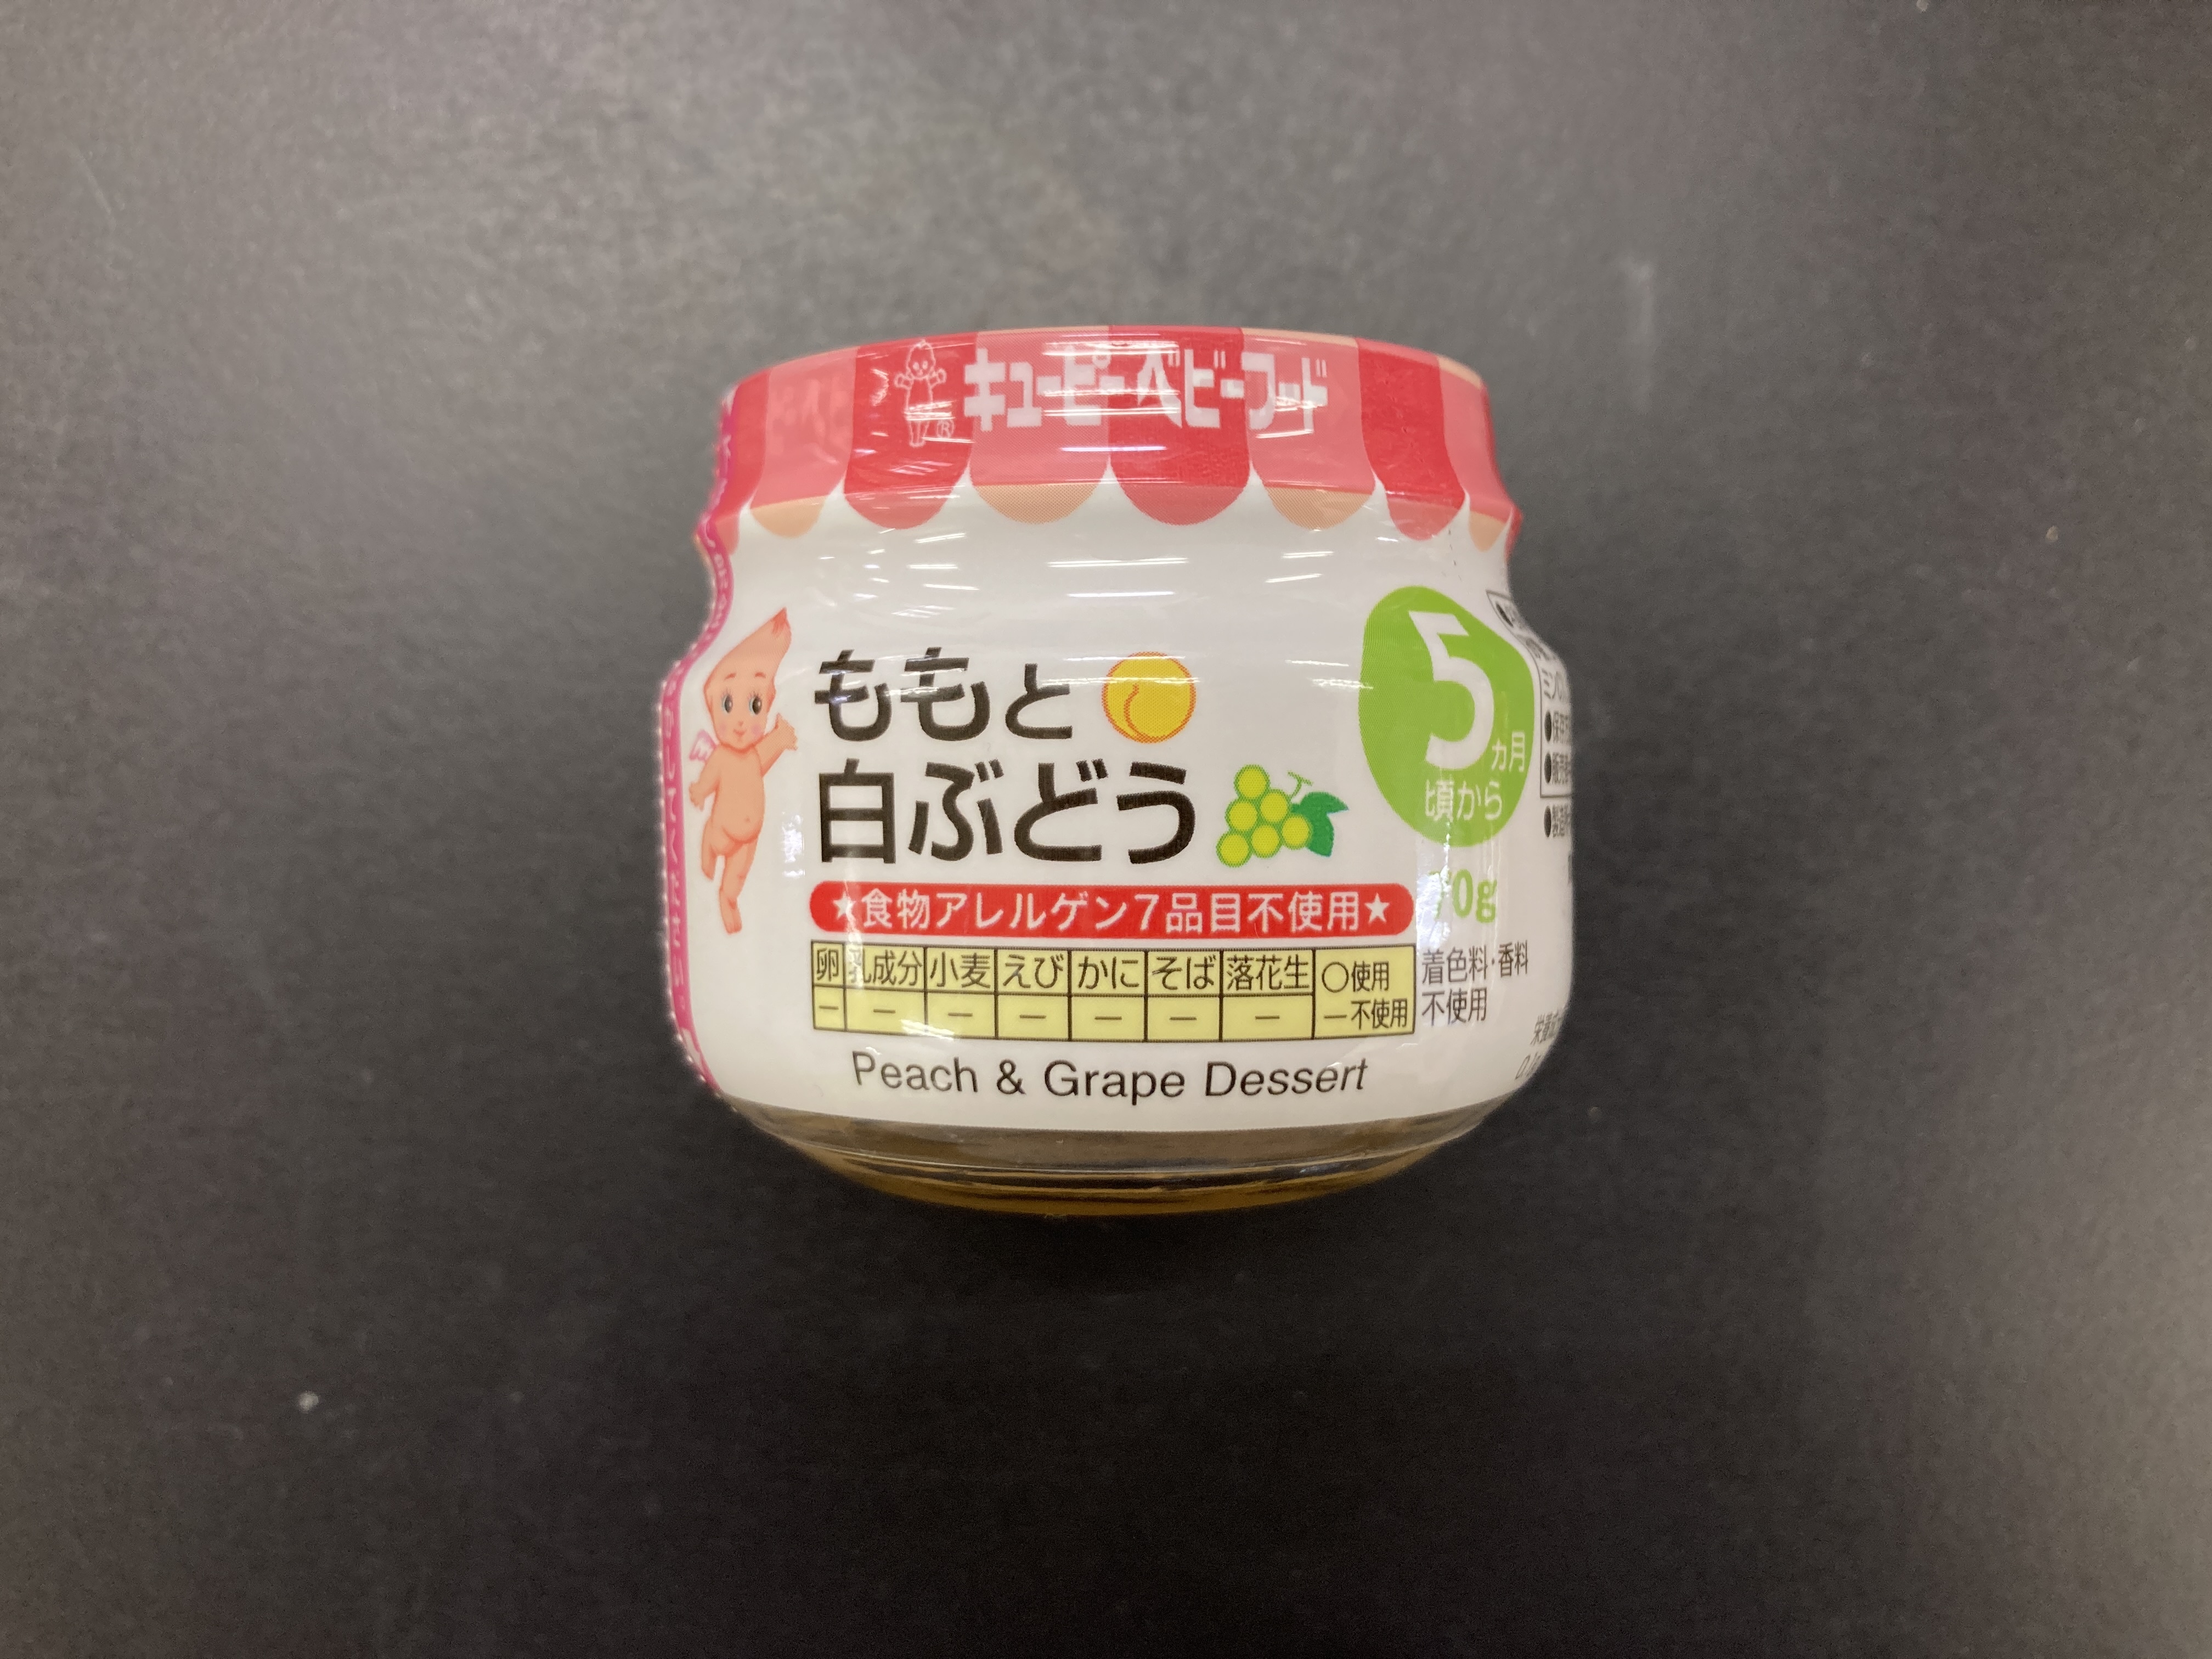 キユーピー ベビーフード
ももと
白ぶどう
5ヵ月
頃から
70g
★食物アレルゲン7品目不使用★
卵 乳成分 小麦 えび かに そば 落花生 ○使用
－ － － － － － － －不使用
着色料・香料
不使用
Peach & Grape Dessert